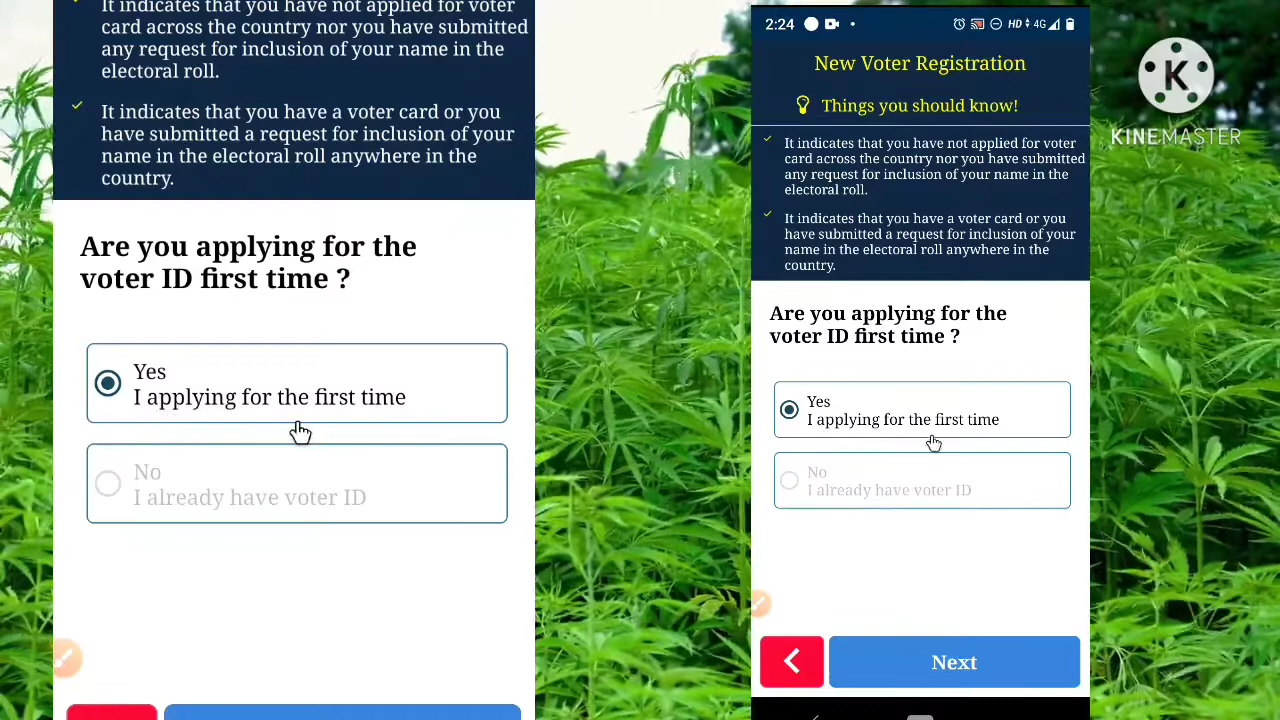 It indicates that you have not applied for voter
card across the country nor you have submitted
any request for inclusion of your name in the
electoral roll.
It indicates that you have a voter card or you
have submitted a request for inclusion of your
name in the electoral roll anywhere in the
country.
Are you applying for the
voter ID first time ?
Yes
I applying for the first time
No
I already have voter ID
2:24
HD 4G
New Voter Registration
Things you should know!
It indicates that you have not applied for voter
card across the country nor you have submitted
any request for inclusion of your name in the
electoral roll.
It indicates that you have a voter card or you
have submitted a request for inclusion of your
name in the electoral roll anywhere in the
country.
Are you applying for the
voter ID first time ?
Yes
I applying for the first time
No
I already have voter ID
Next
K
KINEMASTER